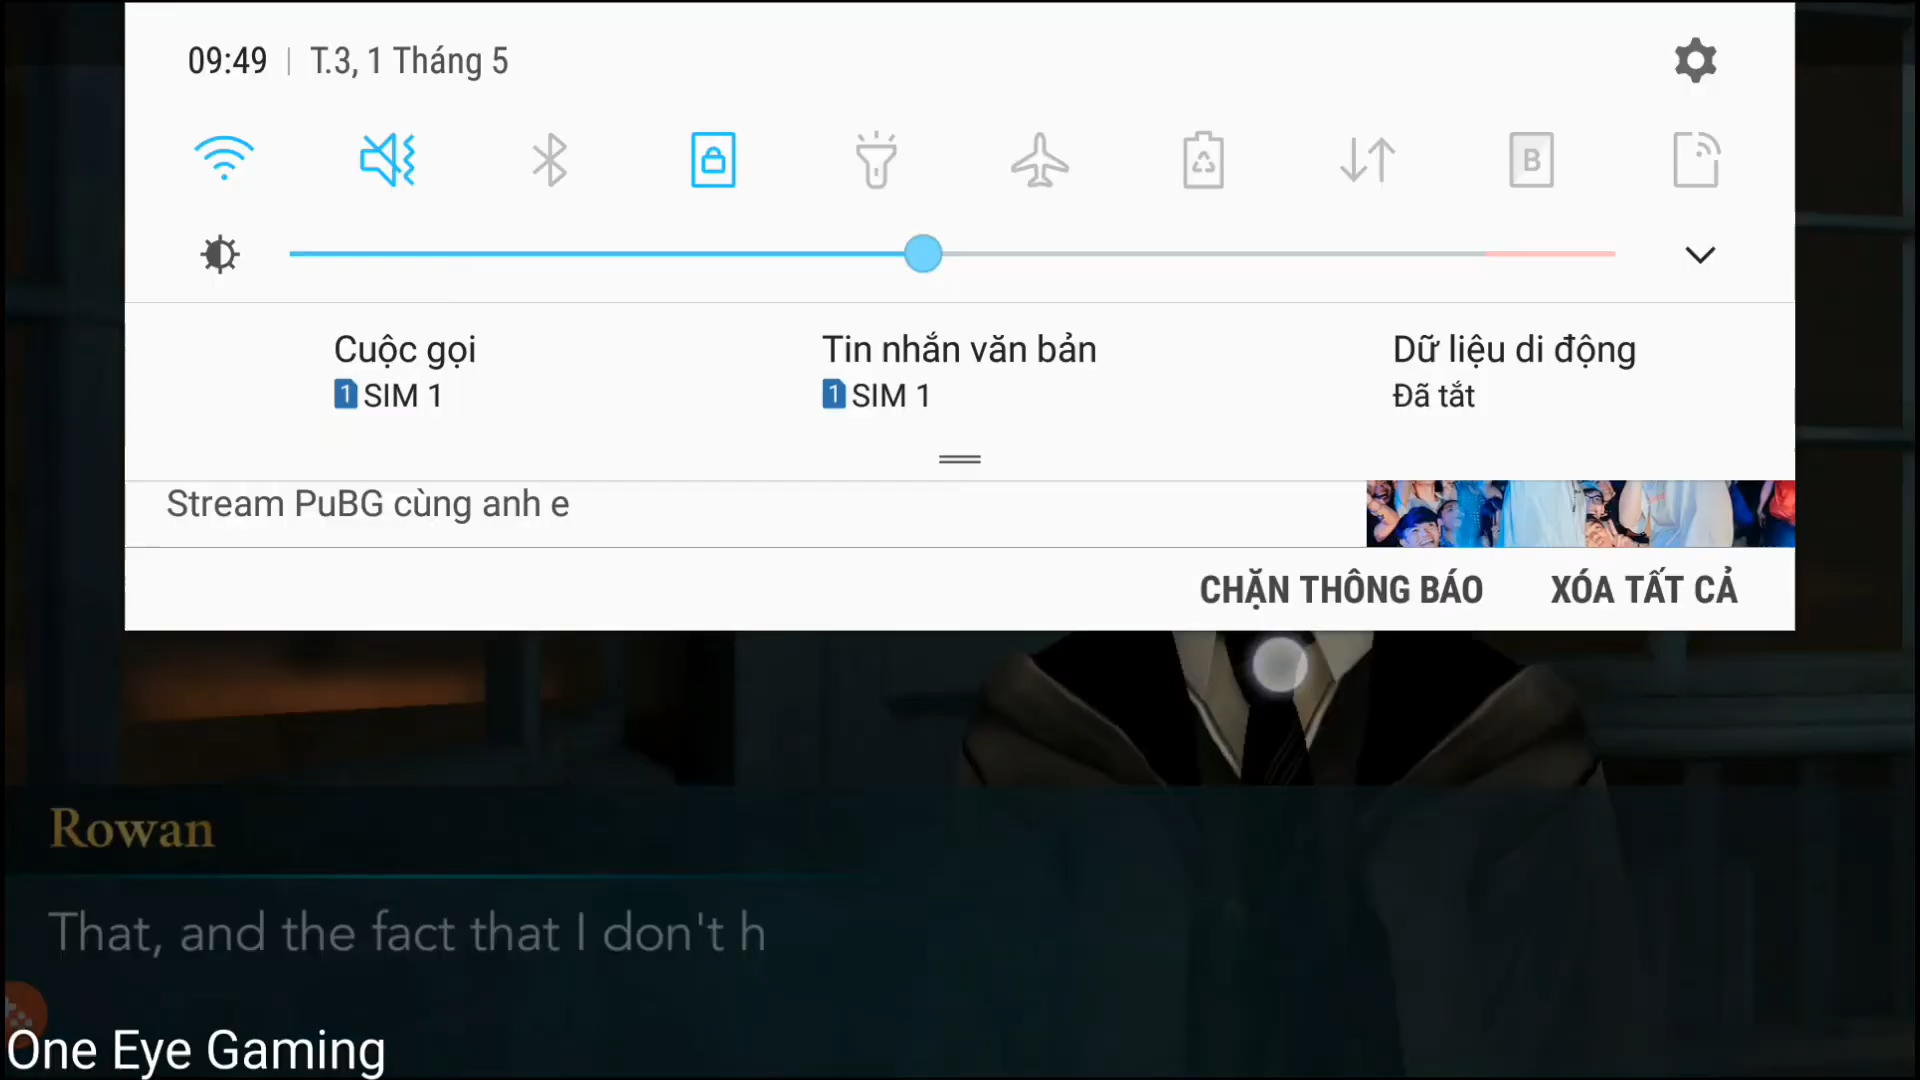 09:49 | T.3, 1 Tháng 5
B
Cuộc gọi
1 SIM 1
Tin nhắn văn bản
1 SIM 1
Dữ liệu di động
Đã tắt
Stream PuBG cùng anh e
CHẶN THÔNG BÁO
XÓA TẤT CẢ
Rowan
That, and the fact that I don't h
One Eye Gaming